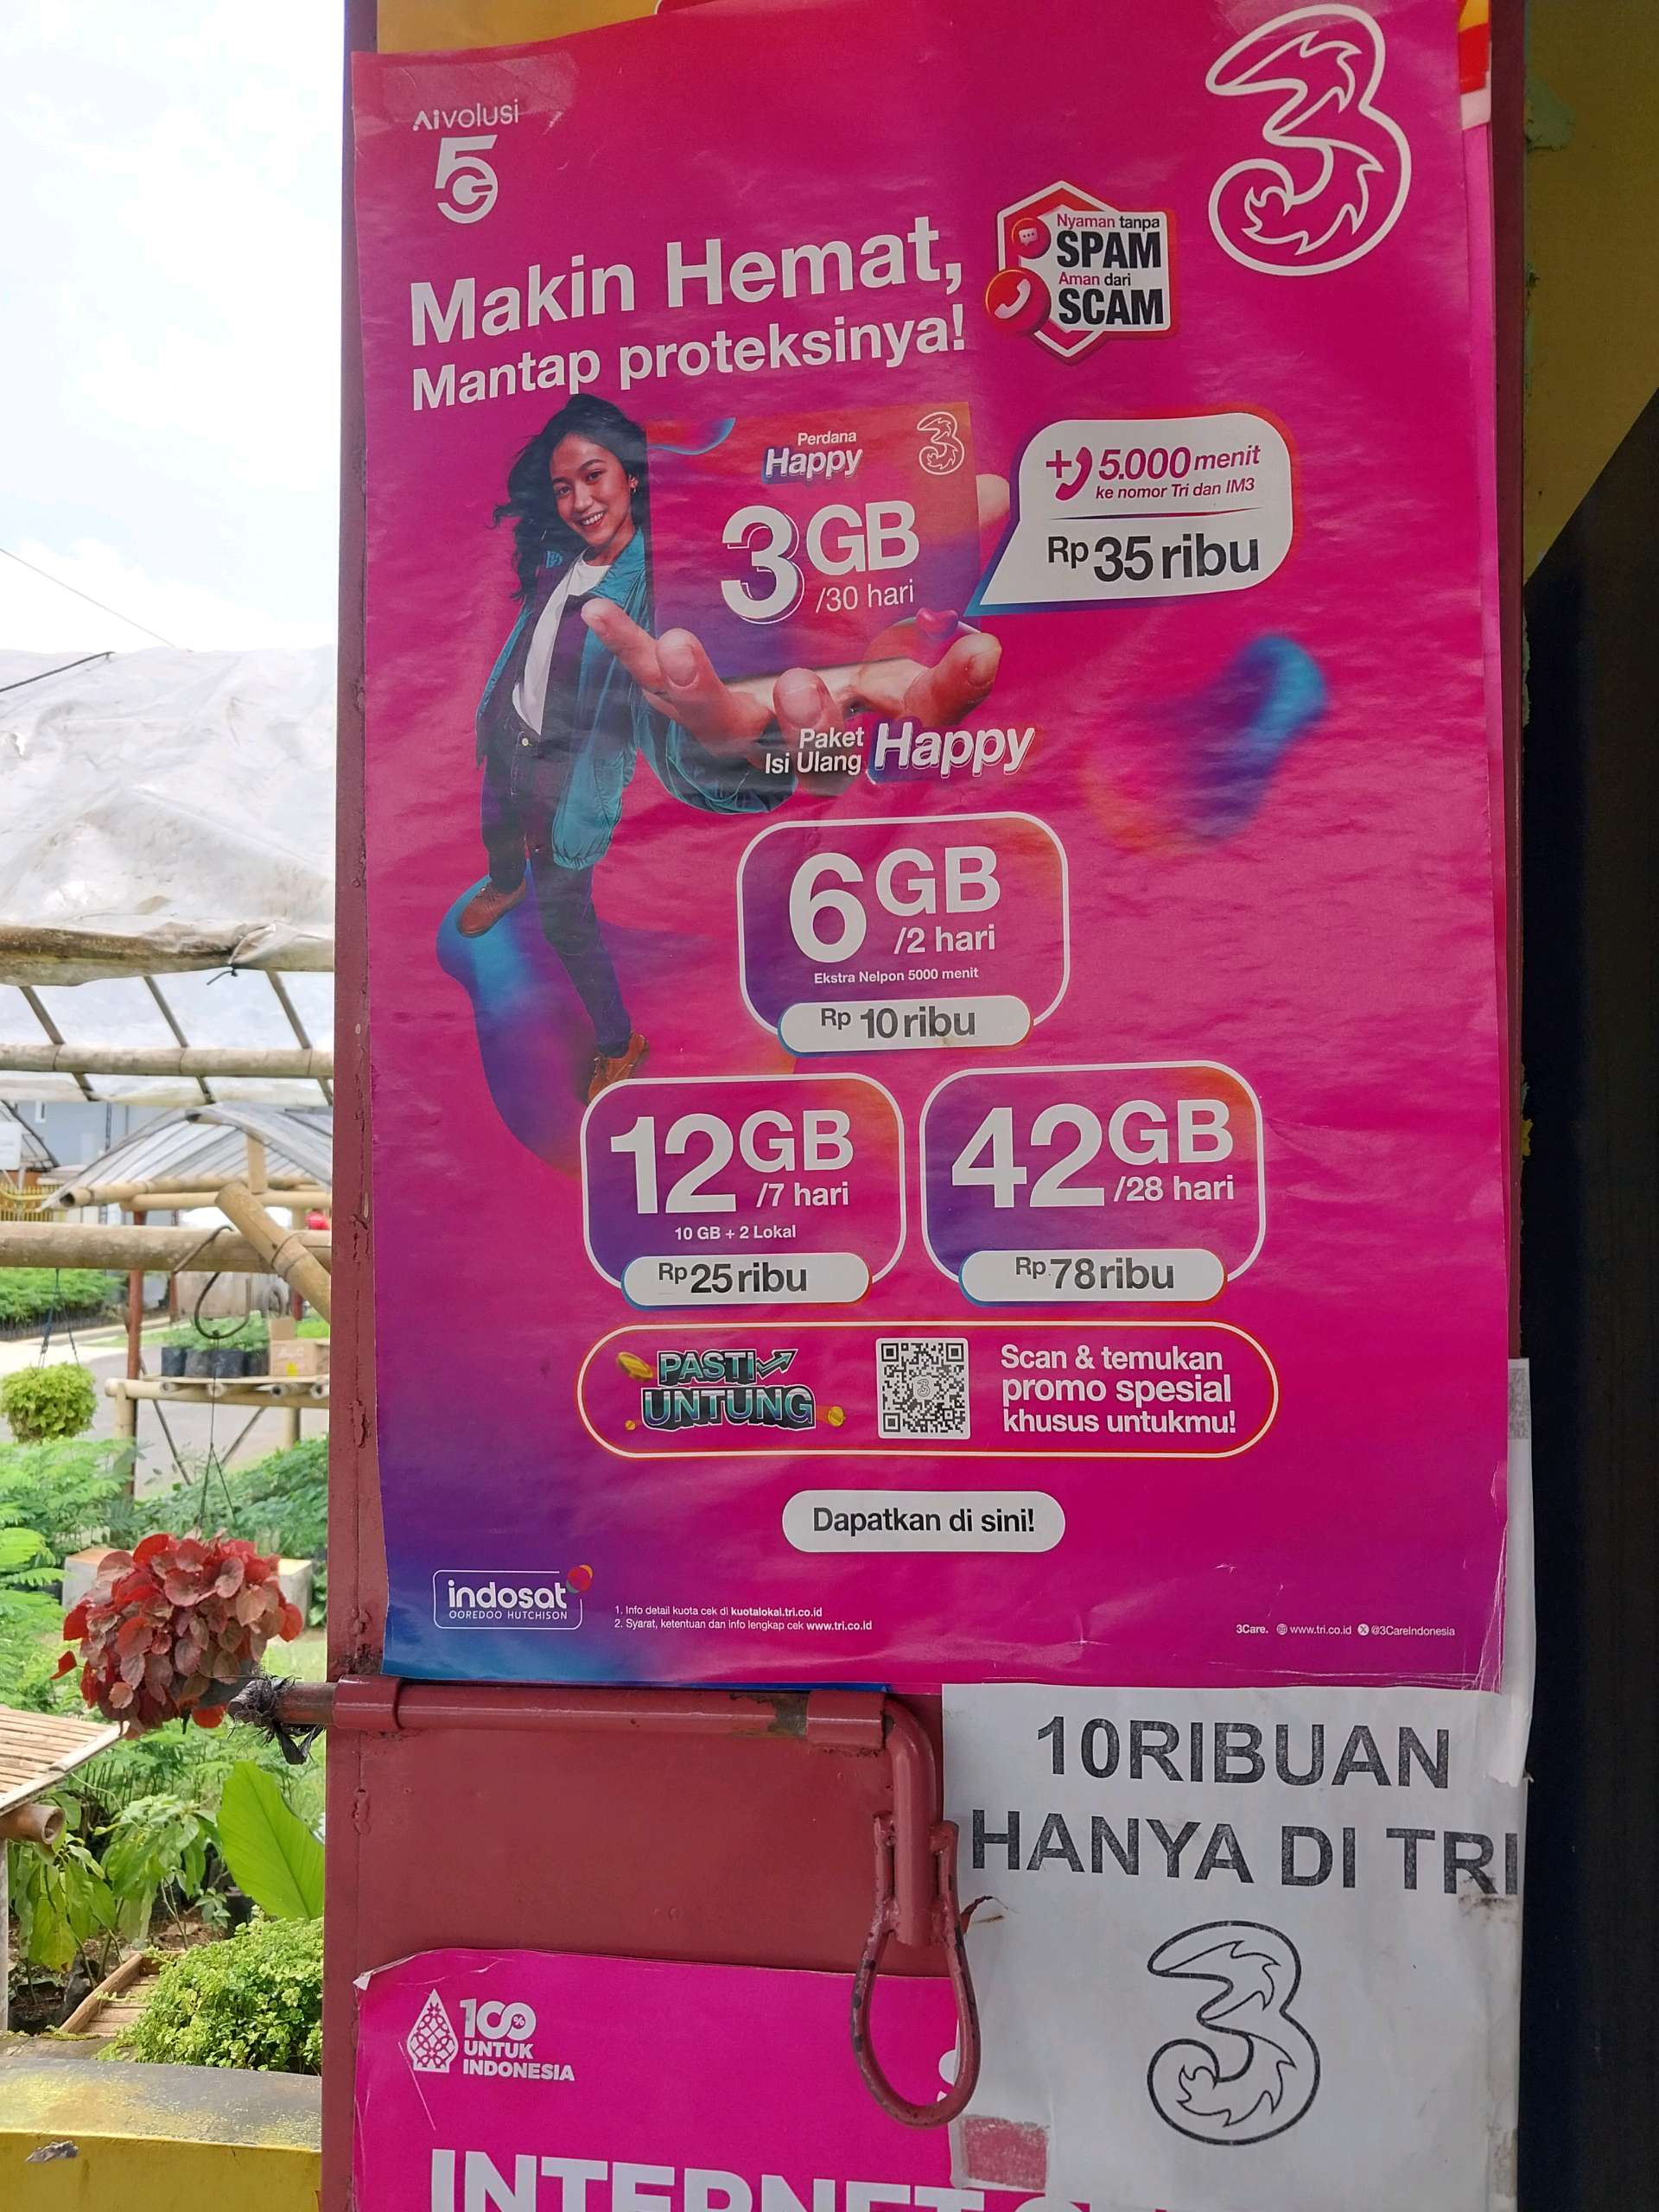 AIvolusi
5G
3
Makin Hemat,
Mantap proteksinya!
Nyaman tanpa
SPAM
Aman dari
SCAM
Perdana
Happy
3
3GB
/30 hari
+ 5.000 menit
ke nomor Tri dan IM3
Rp 35 ribu
Paket
Isi Ulang Happy
6GB
/2 hari
Ekstra Nelpon 5000 menit
Rp 10 ribu
12GB
/7 hari
10 GB + 2 Lokal
Rp 25 ribu
42GB
/28 hari
Rp 78 ribu
PASTI
UNTUNG
Scan & temukan
promo spesial
khusus untukmu!
Dapatkan di sini!
indosat
OOREDOO HUTCHISON
1. Info detail kuota cek di kuotalokal.tri.co.id
2. Syarat, ketentuan dan info lengkap cek www.tri.co.id
3Care. www.tri.co.id @3CareIndonesia
10RIBUAN
HANYA DI TRI
3
100%
UNTUK
INDONESIA
INTERNET